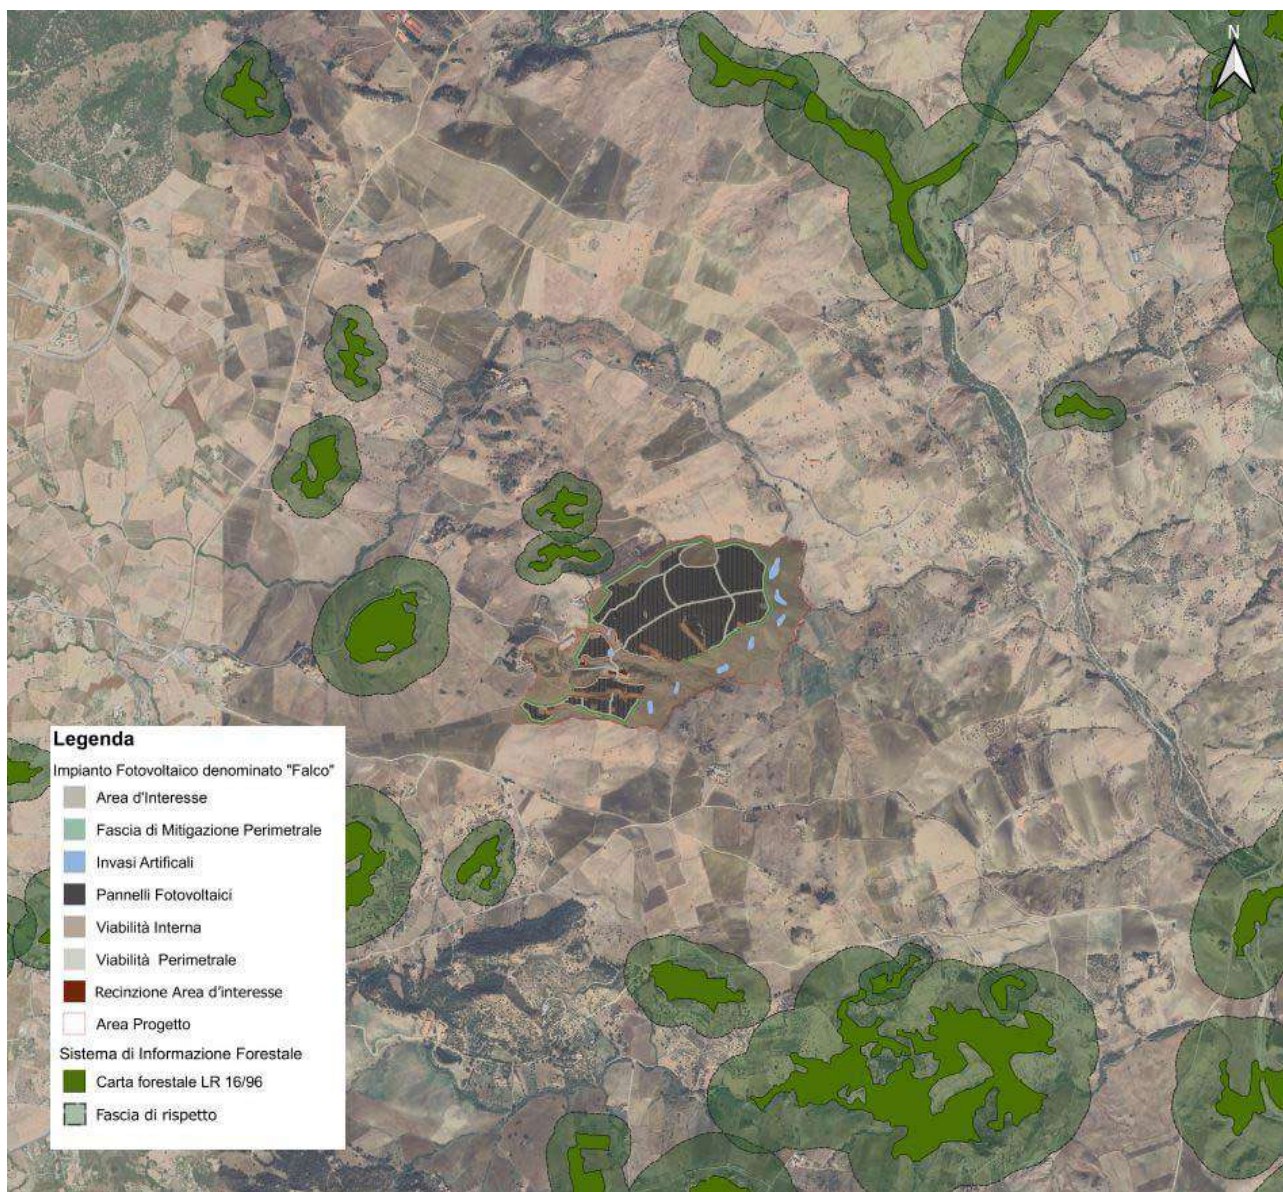 N
Legenda
Impianto Fotovoltaico denominato "Falco"
Area d'Interesse
Fascia di Mitigazione Perimetrale
Invasi Artificali
Pannelli Fotovoltaici
Viabilità Interna
Viabilità Perimetrale
Recinzione Area d'interesse
Area Progetto
Sistema di Informazione Forestale
Carta forestale LR 16/96
Fascia di rispetto